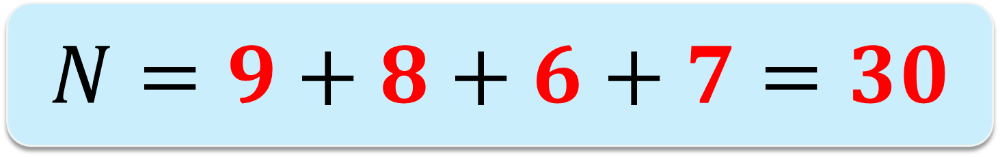 N = 9 + 8 + 6 + 7 = 30